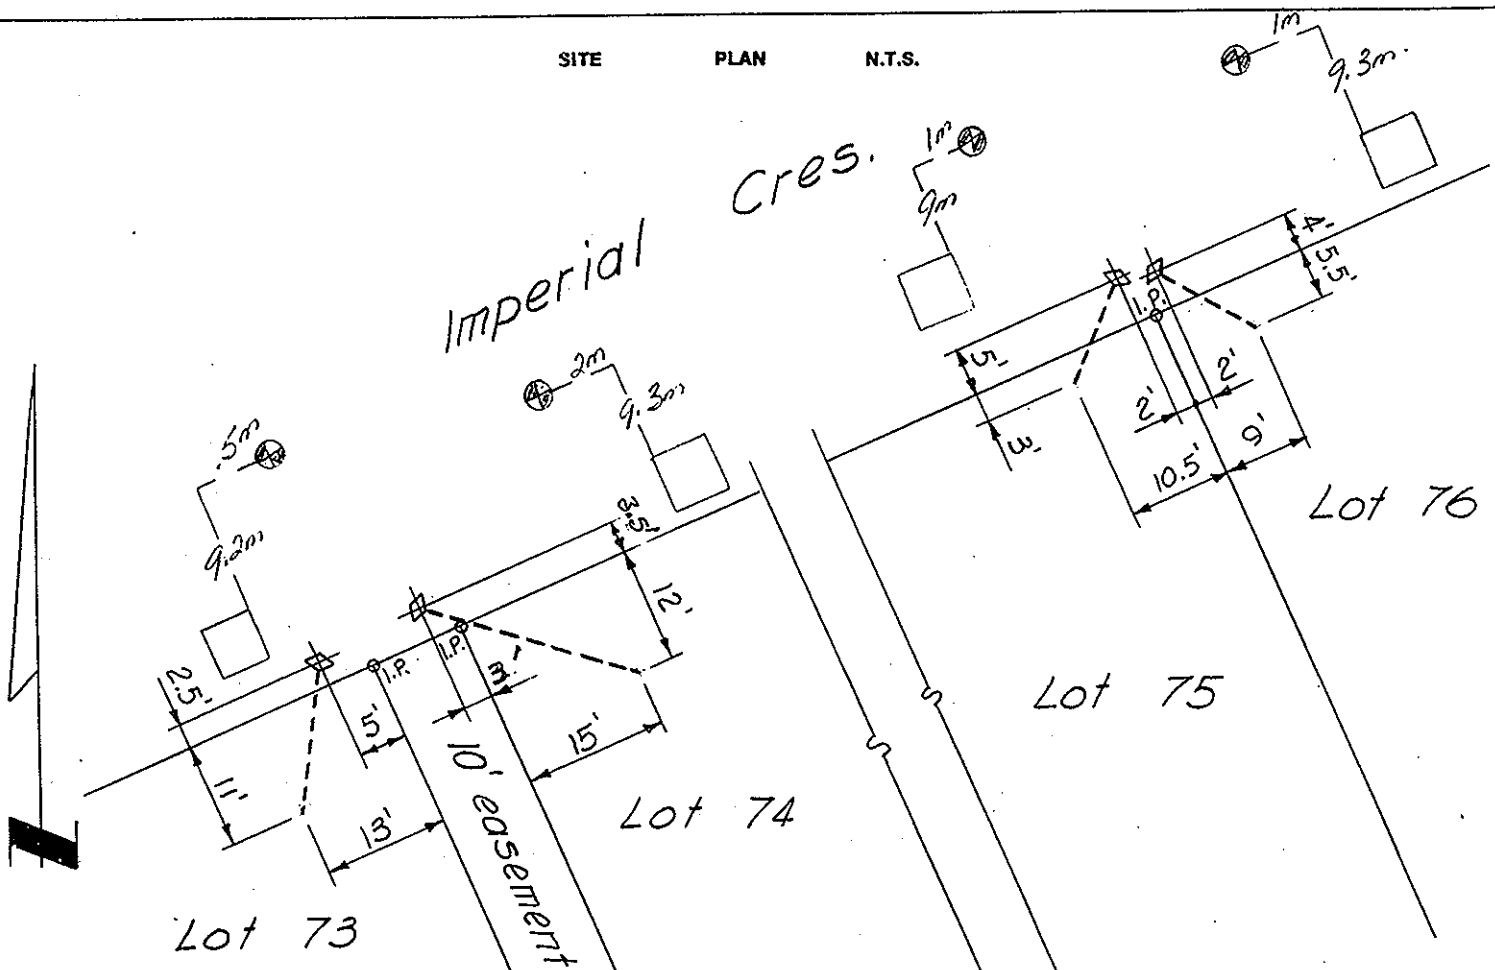 SITE PLAN N.T.S.
1m
9.3m.
1m
9m
Imperial Cres.
4'
5.5'
I.P.
5'
3'
2'
2'
10.5'
9'
Lot 76
2m
9.3m
.5m
9.2m
3.5'
12'
I.P.
I.P.
3'
15'
2.5'
5'
11'
13'
10' easement
Lot 75
Lot 74
Lot 73